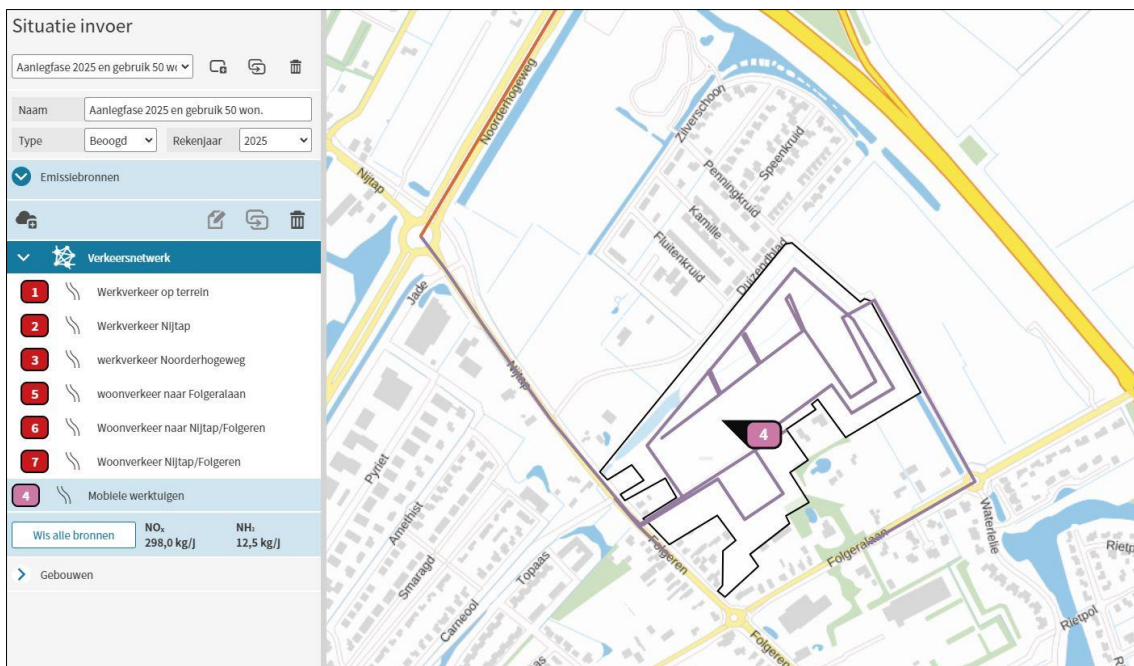 Situatie invoer
Aanlegfase 2025 en gebruik 50 w
Naam Aanlegfase 2025 en gebruik 50 won.
Type Beoogd Rekenjaar 2025
Emissiebronnen
Verkeersnetwerk
1 Werkverkeer op terrein
2 Werkverkeer Nijtap
3 werkverkeer Noorderhogeweg
5 woonverkeer naar Folgeralaan
6 Woonverkeer naar Nijtap/Folgeren
7 Woonverkeer Nijtap/Folgeren
4 Mobiele werktuigen
Wis alle bronnen NOₓ 298,0 kg/j NH₃ 12,5 kg/j
Gebouwen
Noorderhogeweg
Nijtap
Zilverschoon
Speenkruid
Penningkruid
Kamille
Fluitenkruid
Duizendblad
Jade
Nijtap
4
Pyriet
Amethist
Smaragd
Topaas
Carneool
Folgeren
Folgeralaan
Waterlelie
Rietp
Rietpol
Folgeren
as
R